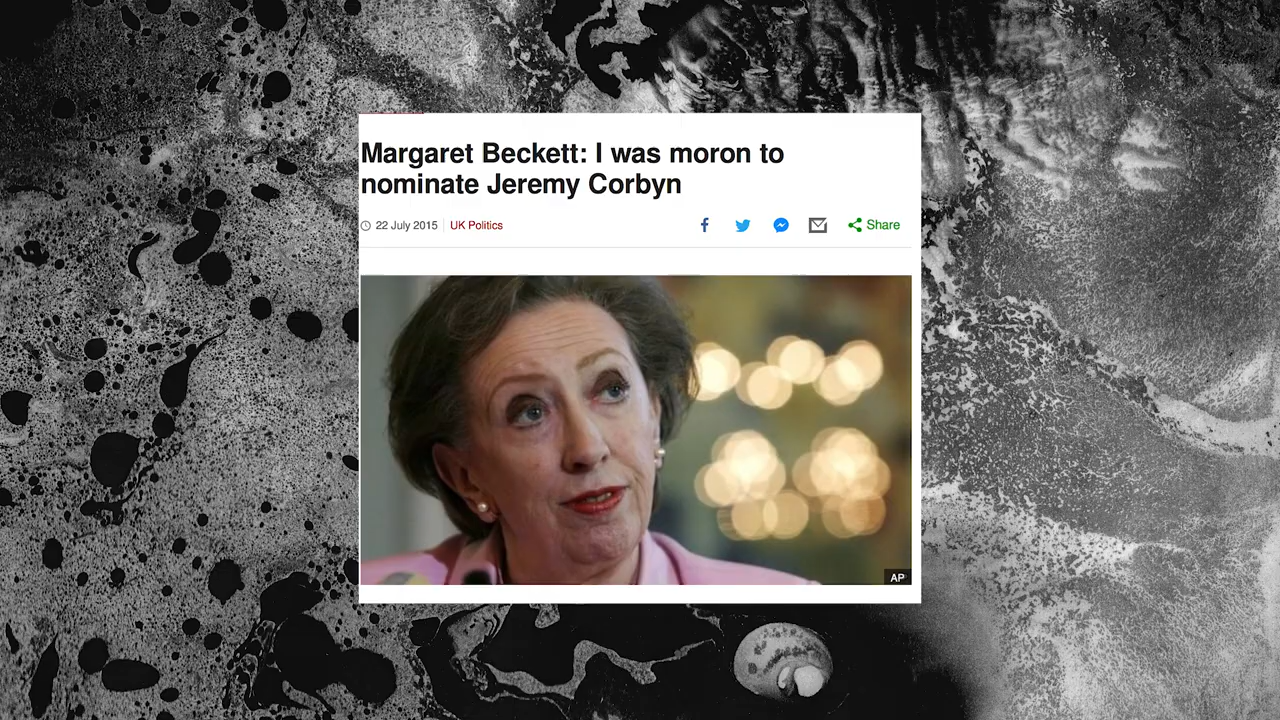 Margaret Beckett: I was moron to
nominate Jeremy Corbyn
22 July 2015 UK Politics
Share
AP